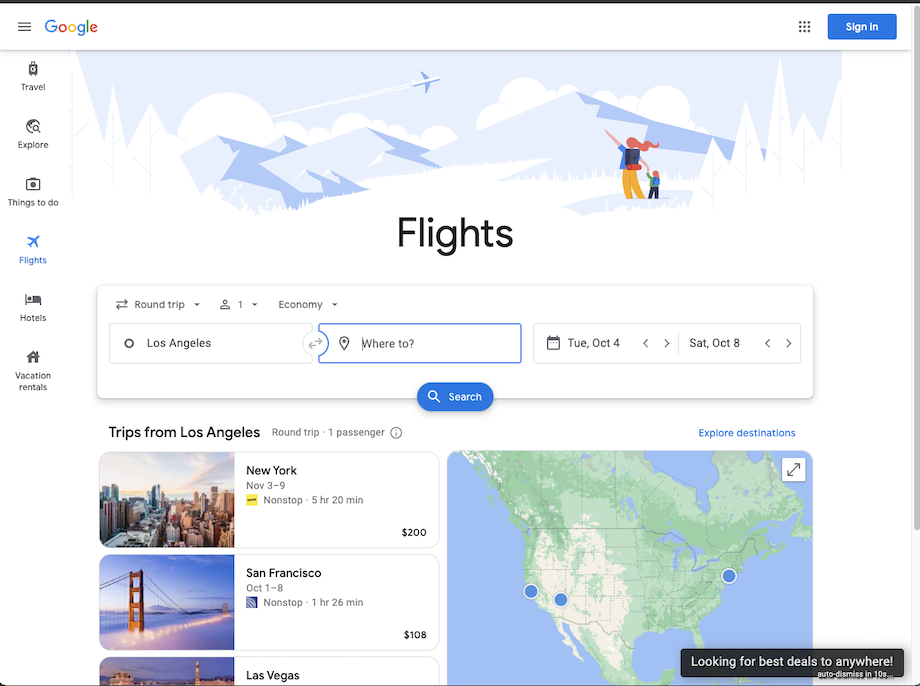 Google
Sign in
Travel
Explore
Things to do
Flights
Hotels
Vacation
rentals
Flights
Round trip 1 Economy
Los Angeles Where to? Tue, Oct 4 Sat, Oct 8
Search
Trips from Los Angeles Round trip · 1 passenger Explore destinations
New York
Nov 3–9
Nonstop · 5 hr 20 min
$200
San Francisco
Oct 1–8
Nonstop · 1 hr 26 min
$108
Las Vegas
Looking for best deals to anywhere!
auto-dismiss in 10s...